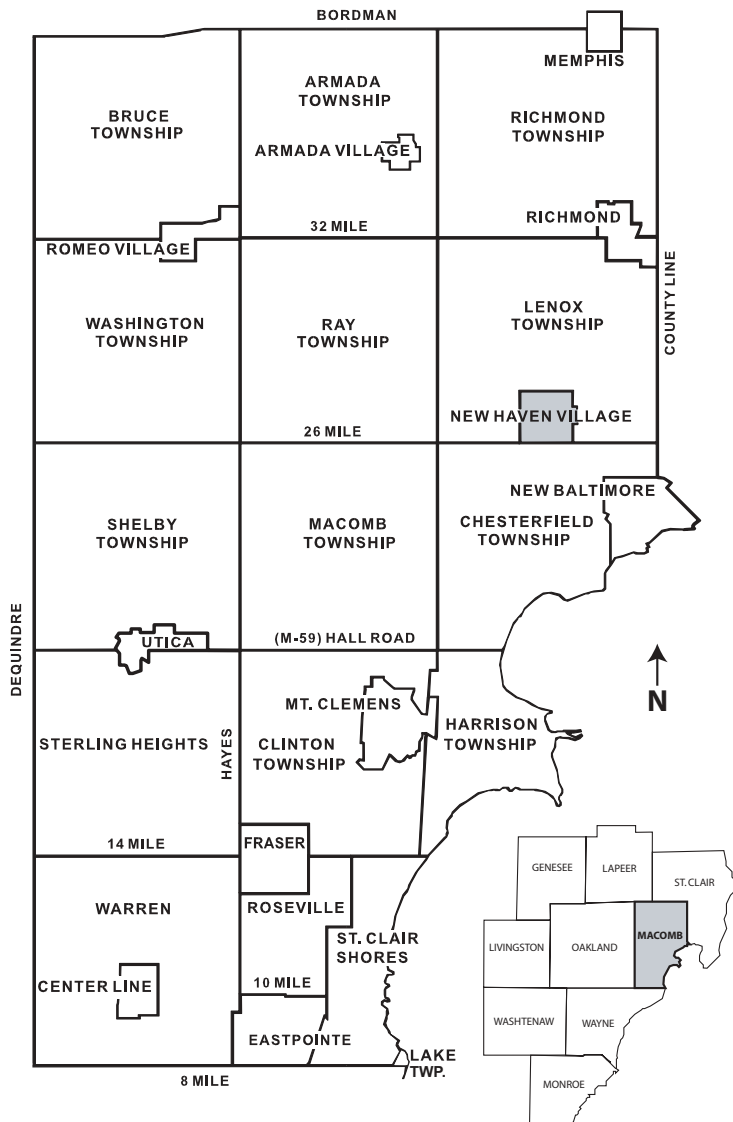 BORDMAN
MEMPHIS
BRUCE
TOWNSHIP
ARMADA
TOWNSHIP
RICHMOND
TOWNSHIP
ARMADA VILLAGE
RICHMOND
32 MILE
ROMEO VILLAGE
COUNTY LINE
WASHINGTON
TOWNSHIP
RAY
TOWNSHIP
LENOX
TOWNSHIP
NEW HAVEN VILLAGE
26 MILE
NEW BALTIMORE
SHELBY
TOWNSHIP
MACOMB
TOWNSHIP
CHESTERFIELD
TOWNSHIP
DEQUINDRE
UTICA
(M-59) HALL ROAD
N
MT. CLEMENS
STERLING HEIGHTS
HAYES
CLINTON
TOWNSHIP
HARRISON
TOWNSHIP
14 MILE
FRASER
WARREN
ROSEVILLE
ST. CLAIR
SHORES
CENTER LINE
10 MILE
EASTPOINTE
LAKE
TWP.
8 MILE
GENESEE
LAPEER
ST. CLAIR
LIVINGSTON
OAKLAND
MACOMB
WASHTENAW
WAYNE
MONROE